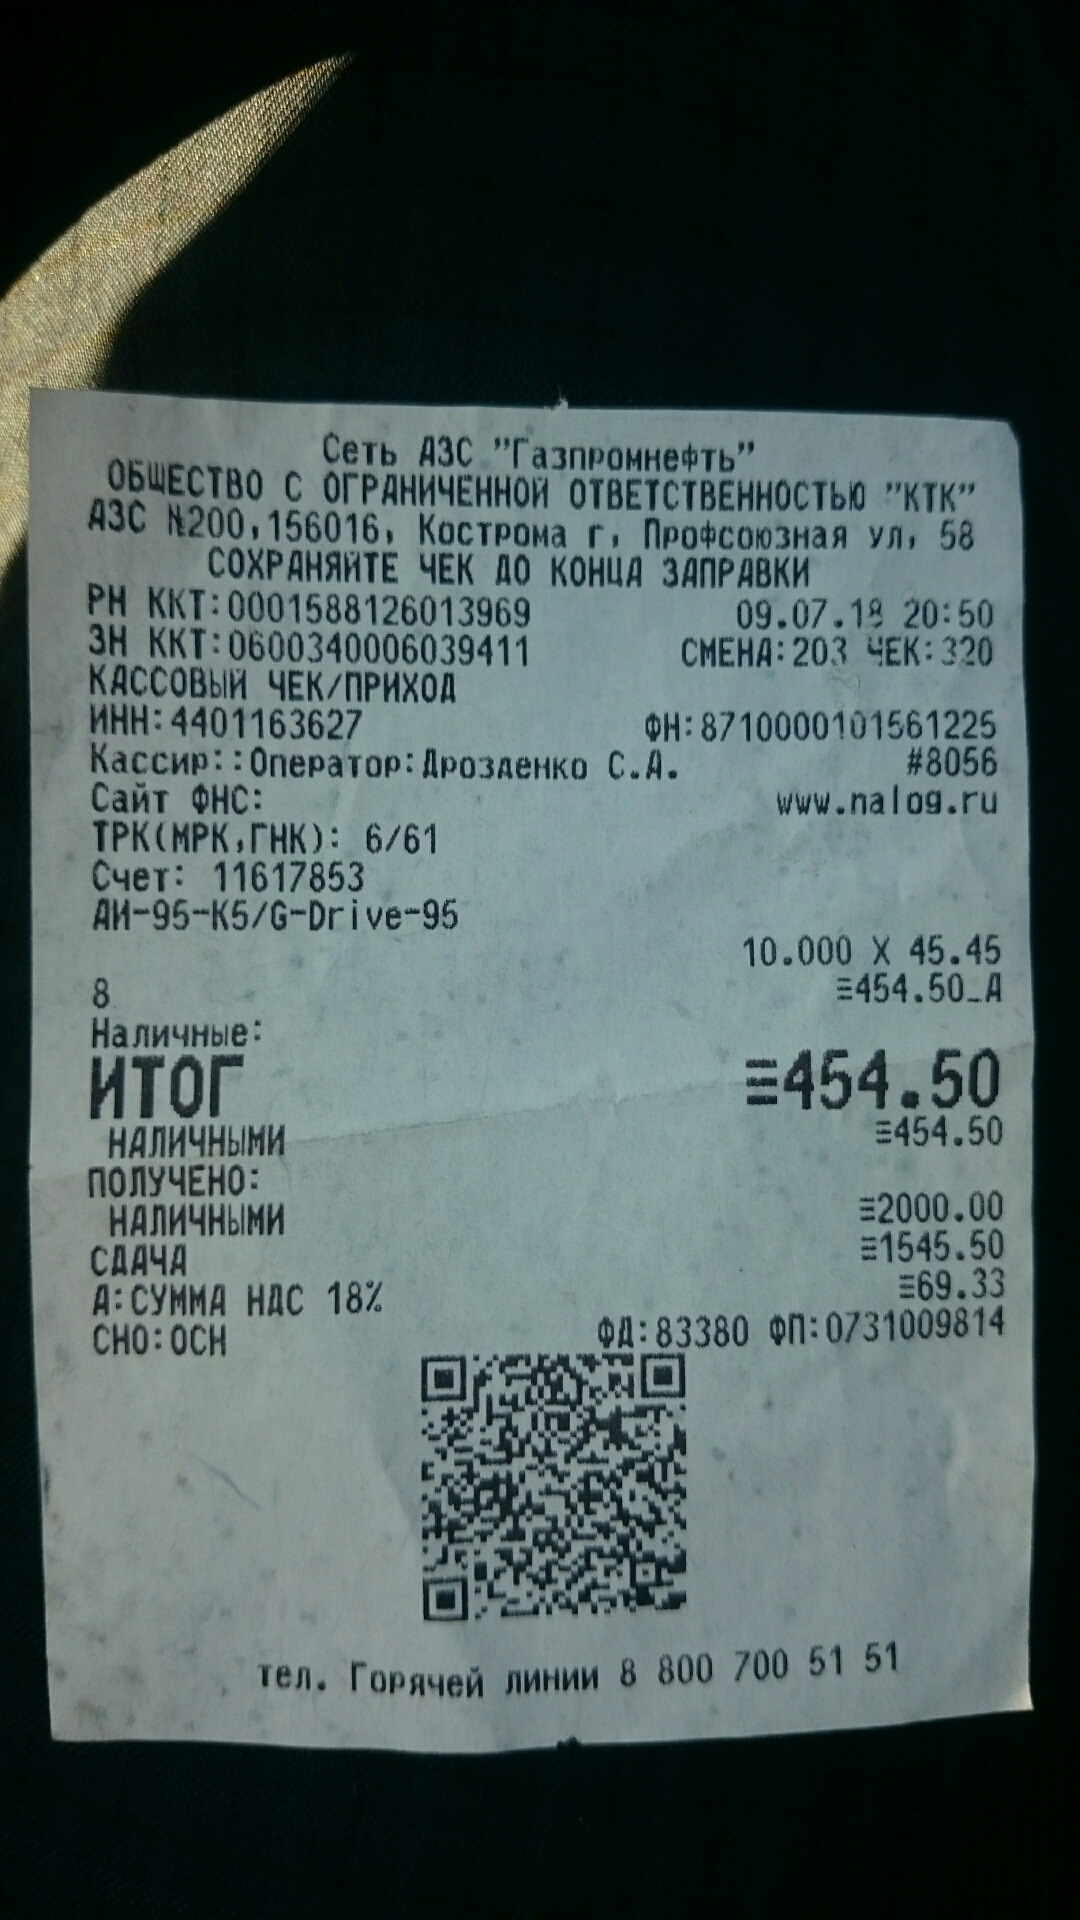 Сеть АЗС "Газпромнефть"
ОБЩЕСТВО С ОГРАНИЧЕННОЙ ОТВЕТСТВЕННОСТЬЮ "КТК"
АЗС №200,156016, Кострома г, Профсоюзная ул, 58
СОХРАНЯЙТЕ ЧЕК ДО КОНЦА ЗАПРАВКИ
РН ККТ:0001588126013969 09.07.18 20:50
ЗН ККТ:0600340006039411 СМЕНА:203 ЧЕК:320
КАССОВЫЙ ЧЕК/ПРИХОД
ИНН:4401163627 ФН:8710000101561225
Кассир::Оператор:Дрозденко С.А. #8056
Сайт ФНС: www.nalog.ru
ТРК(МРК,ГНК): 6/61
Счет: 11617853
АИ-95-К5/G-Drive-95
10.000 X 45.45
8 ≡454.50_А
Наличные:
ИТОГ ≡454.50
НАЛИЧНЫМИ ≡454.50
ПОЛУЧЕНО:
НАЛИЧНЫМИ ≡2000.00
СДАЧА ≡1545.50
А:СУММА НДС 18% ≡69.33
СНО:ОСН ФД:83380 ФП:0731009814
тел. Горячей линии 8 800 700 51 51